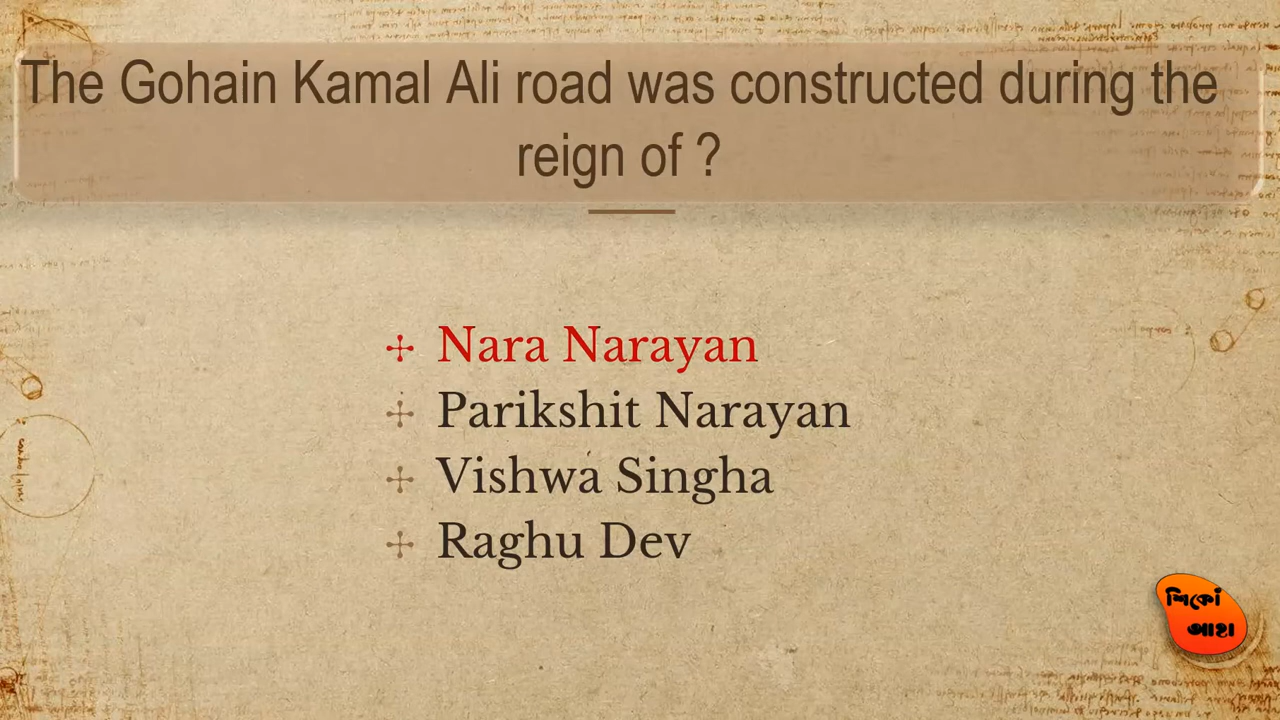 The Gohain Kamal Ali road was constructed during the
reign of ?
Nara Narayan
Parikshit Narayan
Vishwa Singha
Raghu Dev
শিকোঁ
আহা